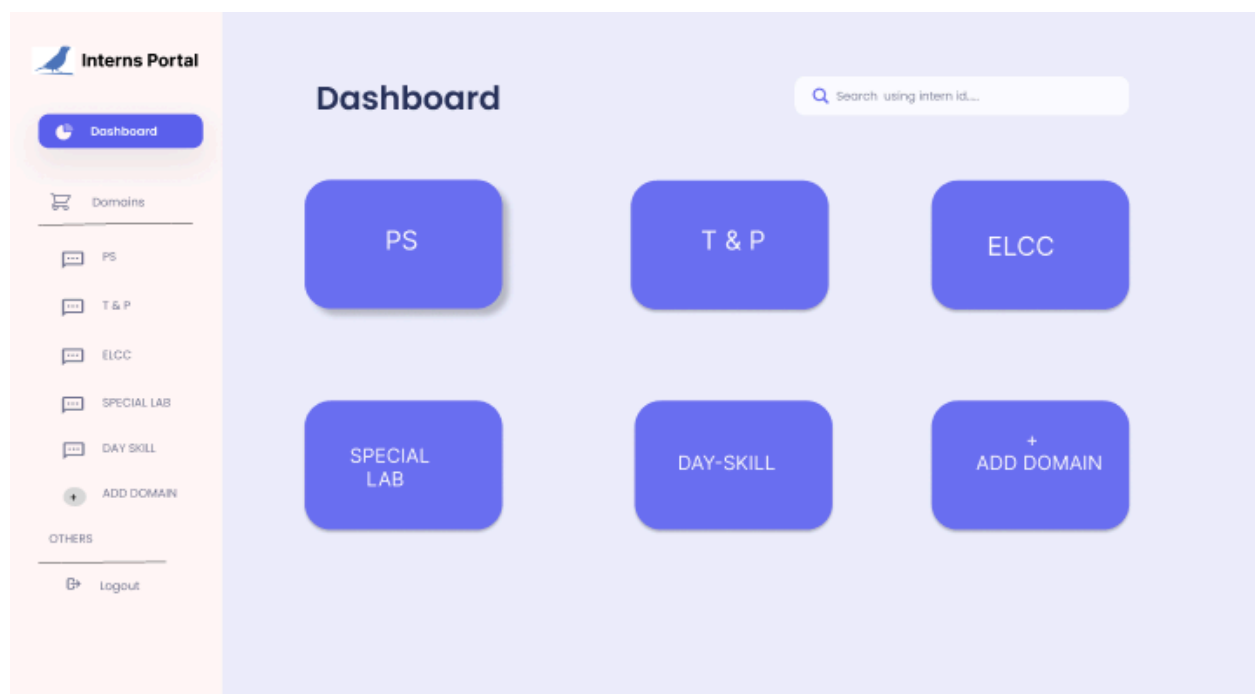 Interns Portal
Dashboard
Domains
PS
T & P
ELCC
SPECIAL LAB
DAY SKILL
+ ADD DOMAIN
OTHERS
Logout
Dashboard
Search using intern id....
PS
T & P
ELCC
SPECIAL
LAB
DAY-SKILL
+
ADD DOMAIN